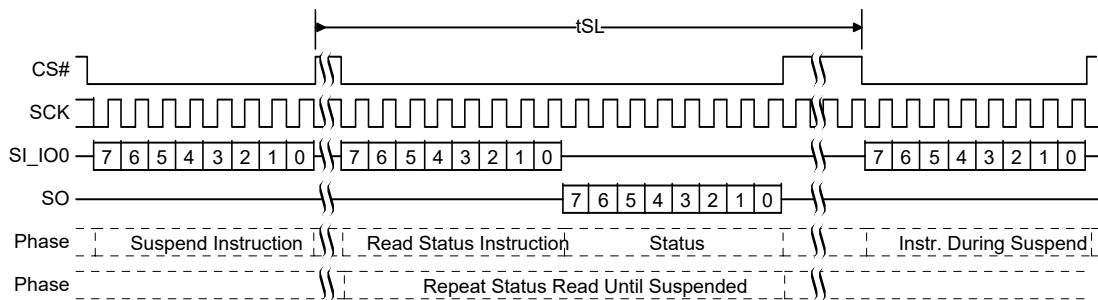 tSL
CS#
SCK
SI_IO0 7 6 5 4 3 2 1 0 7 6 5 4 3 2 1 0 7 6 5 4 3 2 1 0
SO 7 6 5 4 3 2 1 0
Phase Suspend Instruction Read Status Instruction Status Instr. During Suspend
Phase Repeat Status Read Until Suspended